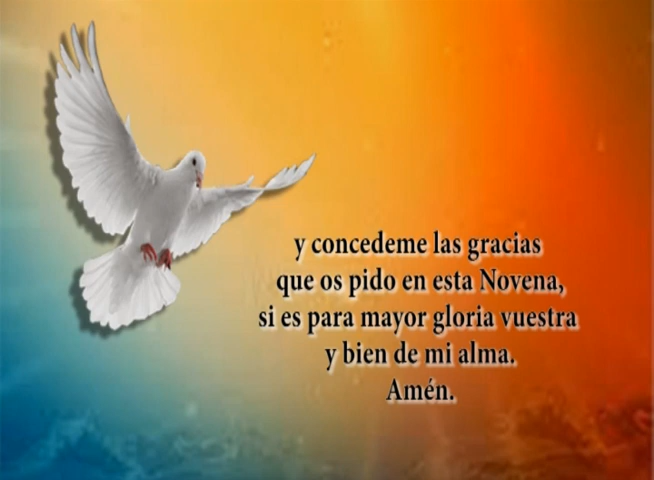 y concedeme las gracias
que os pido en esta Novena,
si es para mayor gloria vuestra
y bien de mi alma.
Amén.